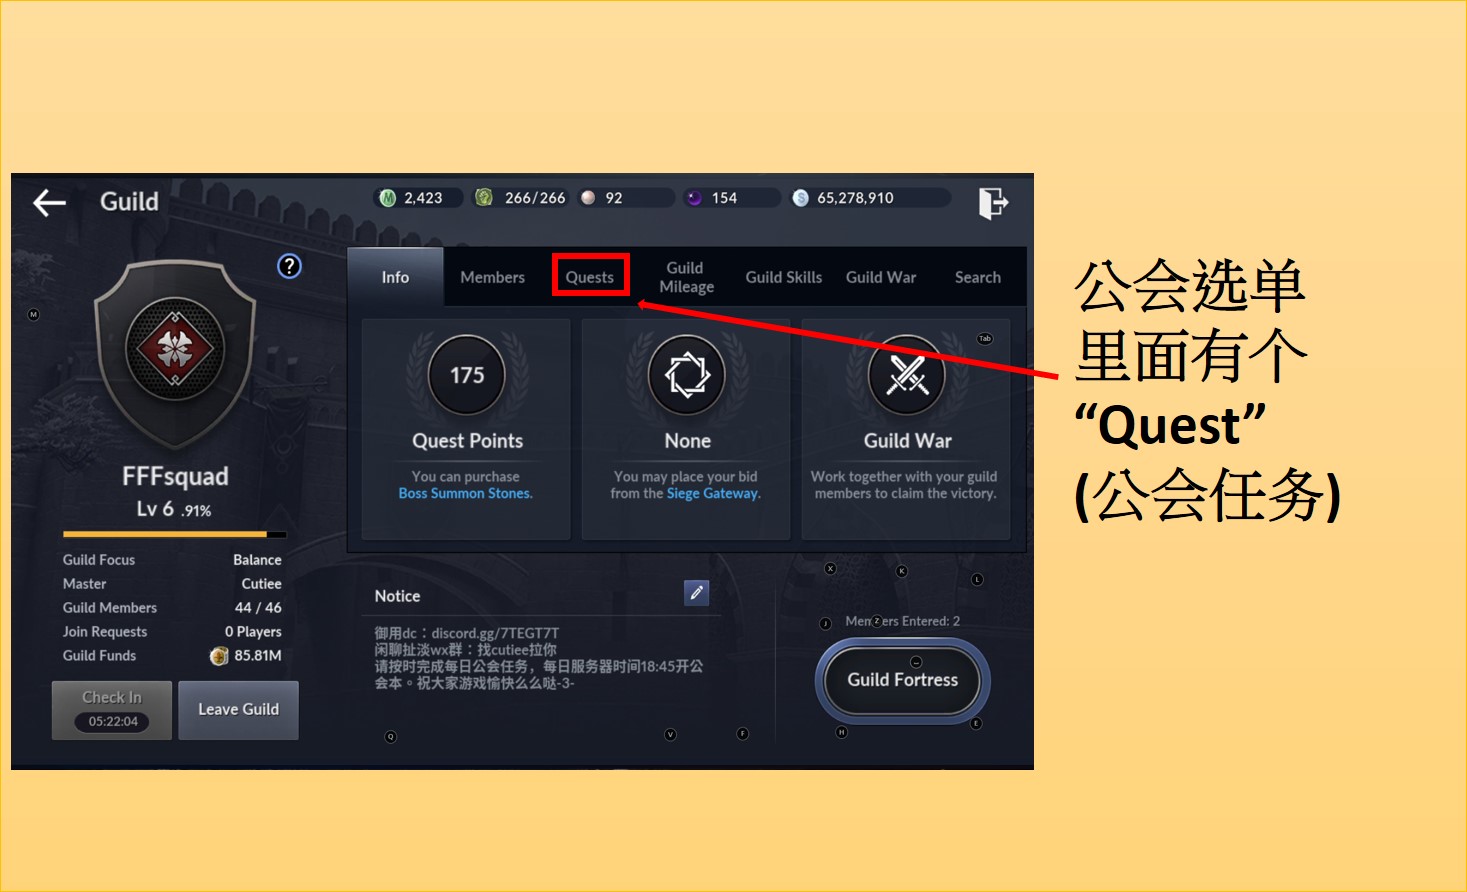 Guild
2,423
266/266
92
154
65,278,910
?
Info
Members
Quests
Guild
Mileage
Guild Skills
Guild War
Search
M
Tab
175
Quest Points
You can purchase
Boss Summon Stones.
None
You may place your bid
from the Siege Gateway.
Guild War
Work together with your guild
members to claim the victory.
FFFsquad
Lv 6 .91%
Guild Focus Balance
Master Cutiee
Guild Members 44 / 46
Join Requests 0 Players
Guild Funds 85.81M
Check In
05:22:04
Leave Guild
Notice
御用dc：discord.gg/7TEGT7T
闲聊扯淡wx群：找cutiee拉你
请按时完成每日公会任务，每日服务器时间18:45开公
会本。祝大家游戏愉快么么哒-3-
X
K
L
J
Z
Members Entered: 2
Guild Fortress
Q
V
F
H
E
公会选单
里面有个
“Quest”
(公会任务)